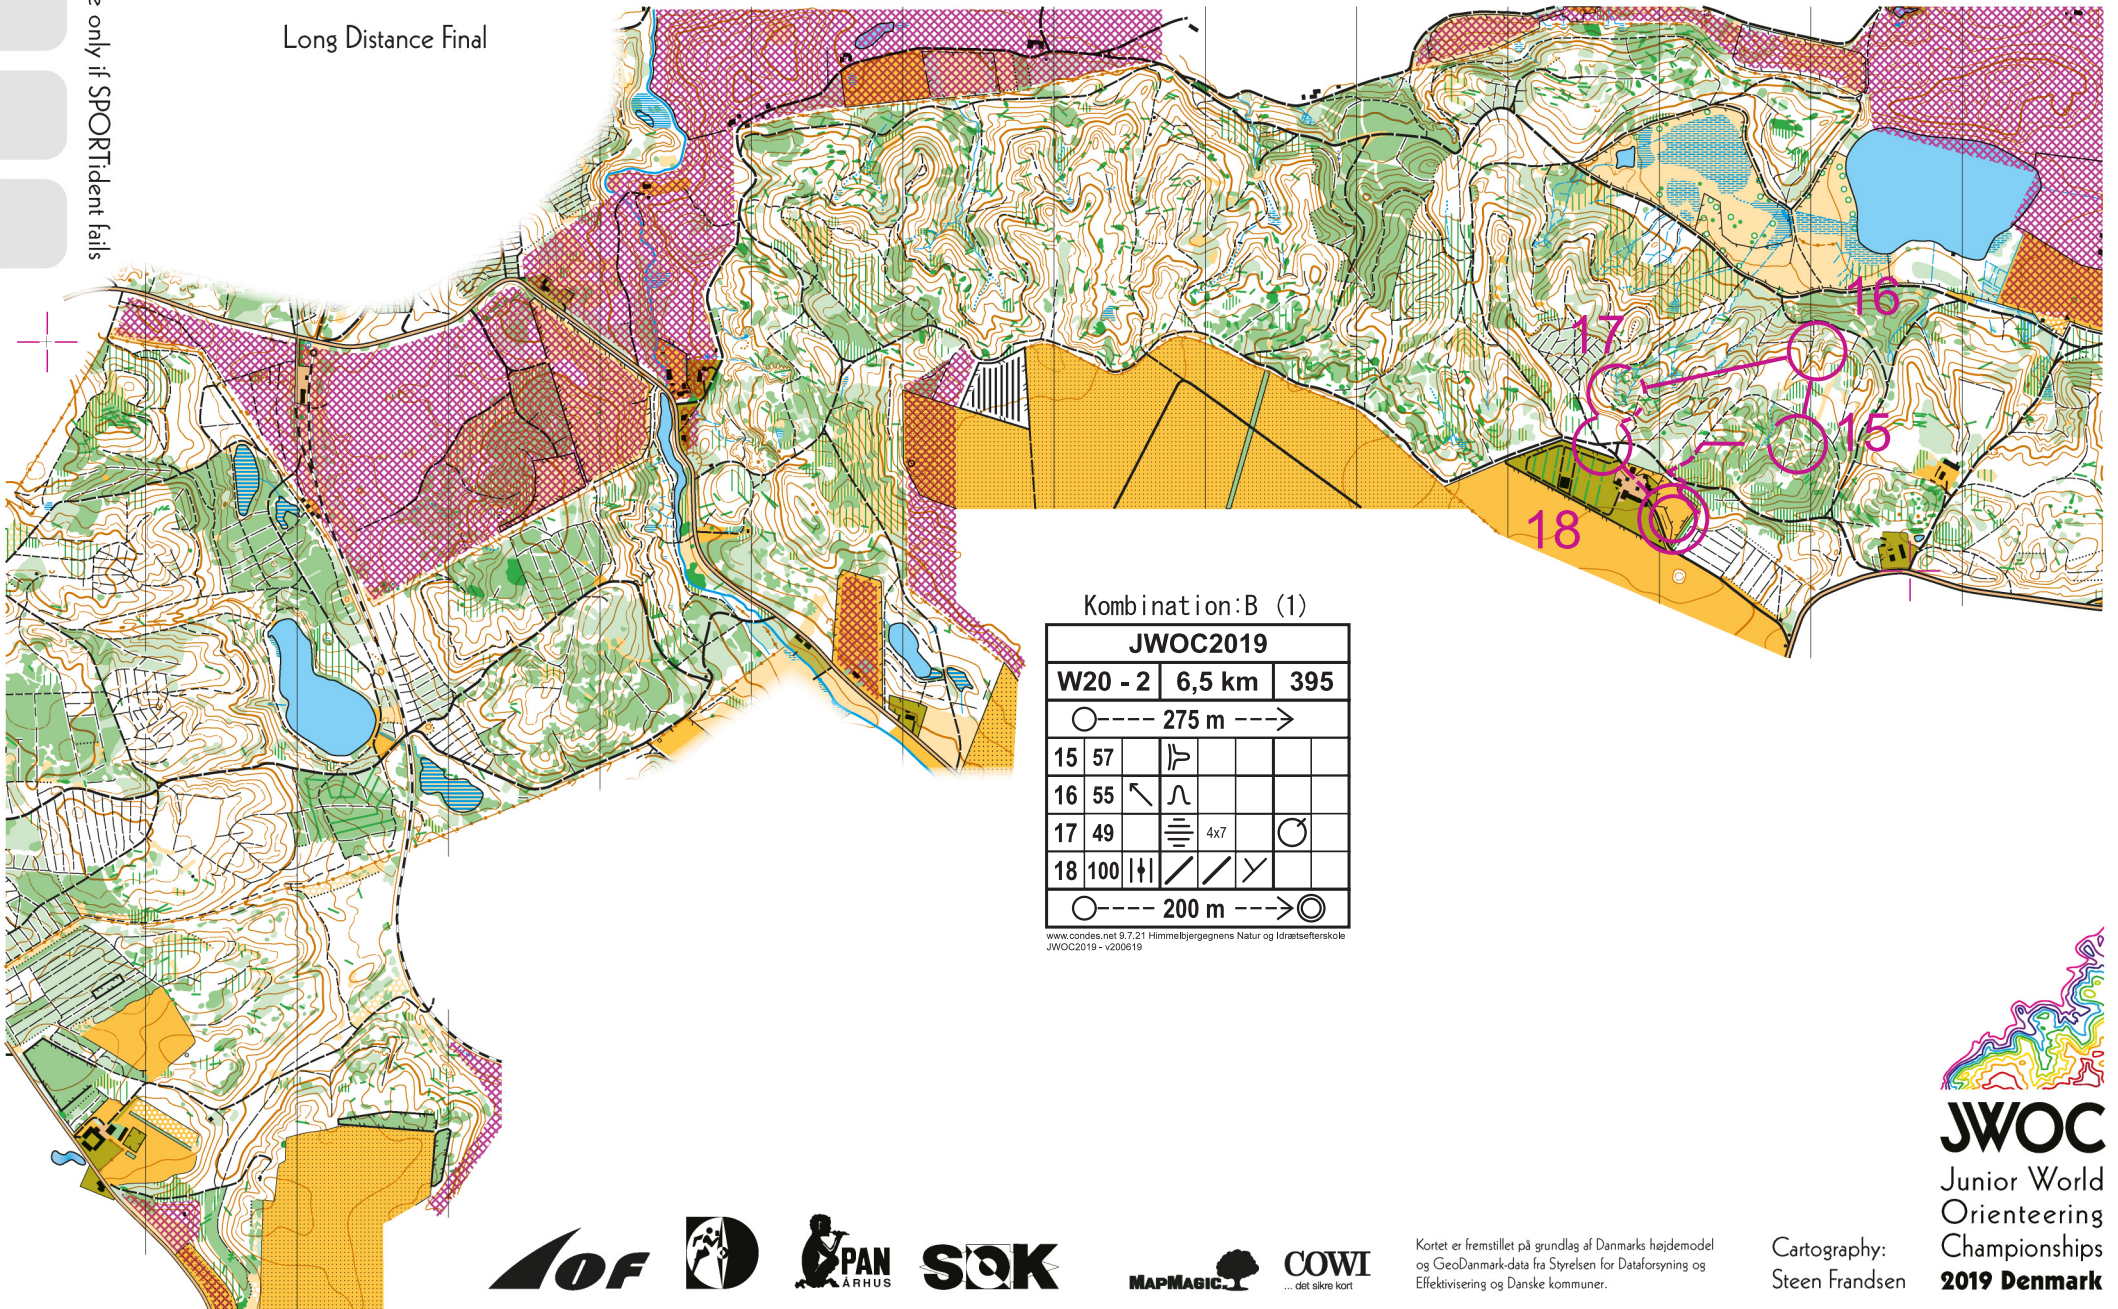 only if SPORTident fails
Long Distance Final
16
17
15
18
Kombination:B (1)
JWOC2019
W20 - 2 6,5 km 395
275 m
15 57
16 55
17 49 4x7
18 100
200 m
www.condes.net 9.7.21 Himmelbjergegnens Natur og Idrætsefterskole
JWOC2019 - v200619
JWOC
Junior World
Orienteering
Championships
2019 Denmark
IOF
PAN
ÅRHUS
SOK
MAPMAGIC
COWI
... det sikre kort
Kortet er fremstillet på grundlag af Danmarks højdemodel
og GeoDanmark-data fra Styrelsen for Dataforsyning og
Effektivisering og Danske kommuner.
Cartography:
Steen Frandsen